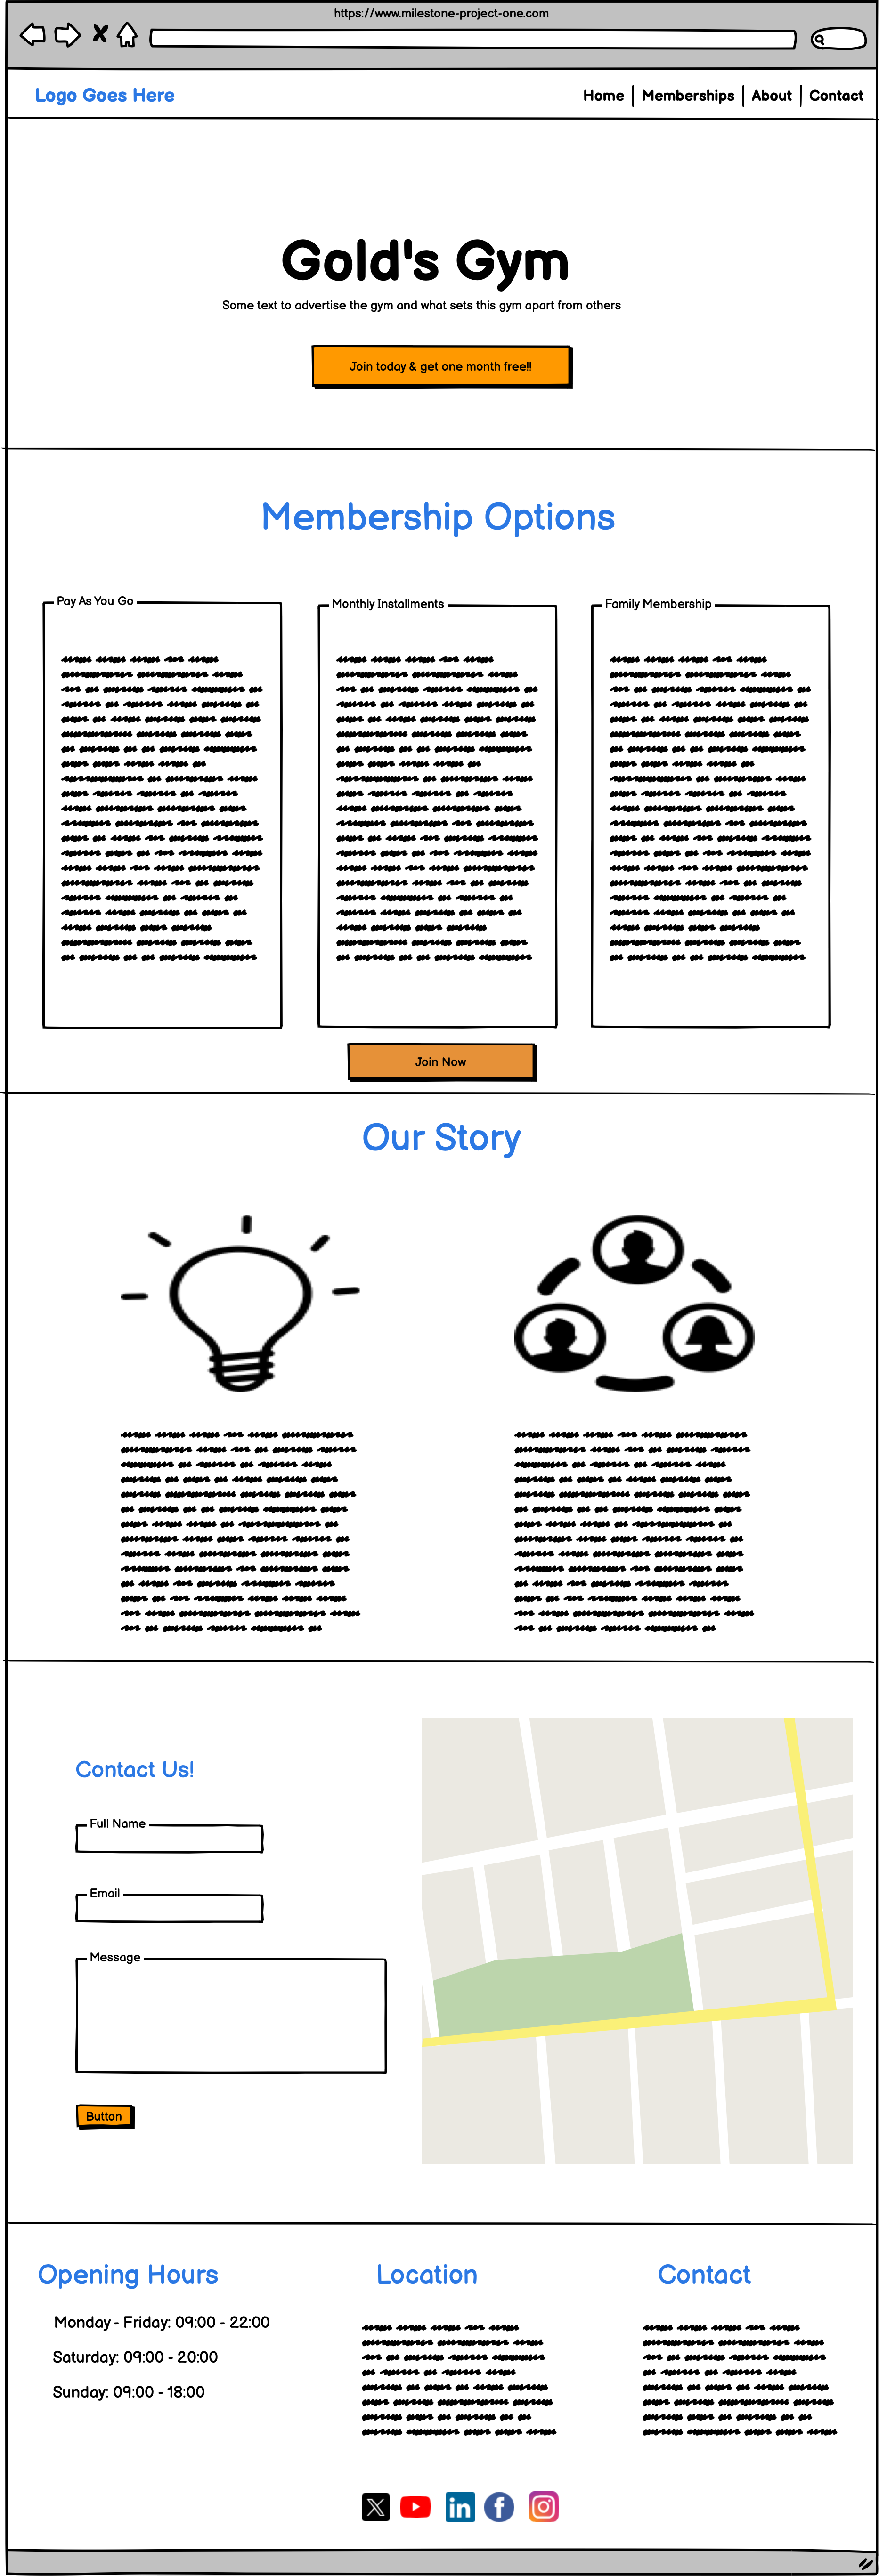 https://www.milestone-project-one.com
Logo Goes Here
Home | Memberships | About | Contact
Gold's Gym
Some text to advertise the gym and what sets this gym apart from others
Join today & get one month free!!
Membership Options
Pay As You Go
Monthly Installments
Family Membership
Join Now
Our Story
Contact Us!
Full Name
Email
Message
Button
Opening Hours
Location
Contact
Monday - Friday: 09:00 - 22:00
Saturday: 09:00 - 20:00
Sunday: 09:00 - 18:00